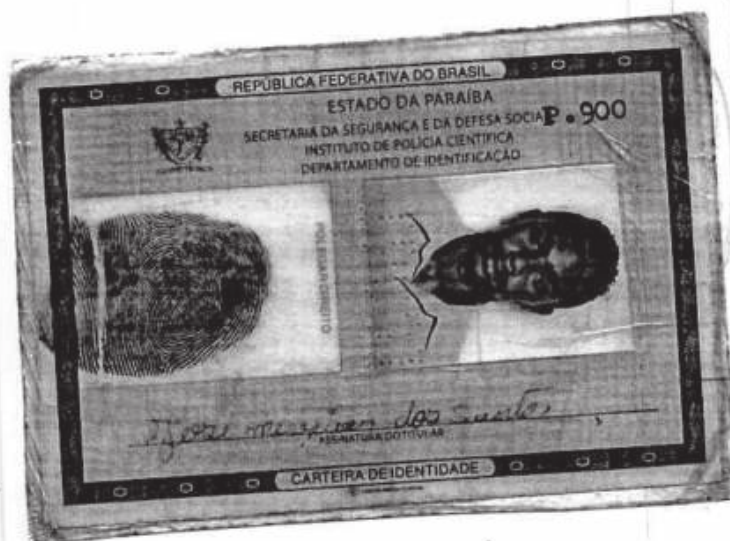 REPÚBLICA FEDERATIVA DO BRASIL
ESTADO DA PARAÍBA
SECRETARIA DA SEGURANÇA E DA DEFESA SOCIAL P.900
INSTITUTO DE POLÍCIA CIENTÍFICA
DEPARTAMENTO DE IDENTIFICAÇÃO
POLEGAR DIREITO
dos Santos
ASSINATURA DO TITULAR
CARTEIRA DE IDENTIDADE